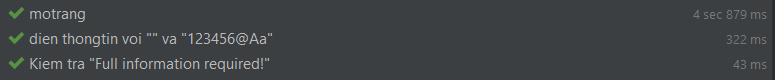 motrang 4 sec 879 ms
dien thongtin voi "" va "123456@Aa" 322 ms
Kiem tra "Full information required!" 43 ms